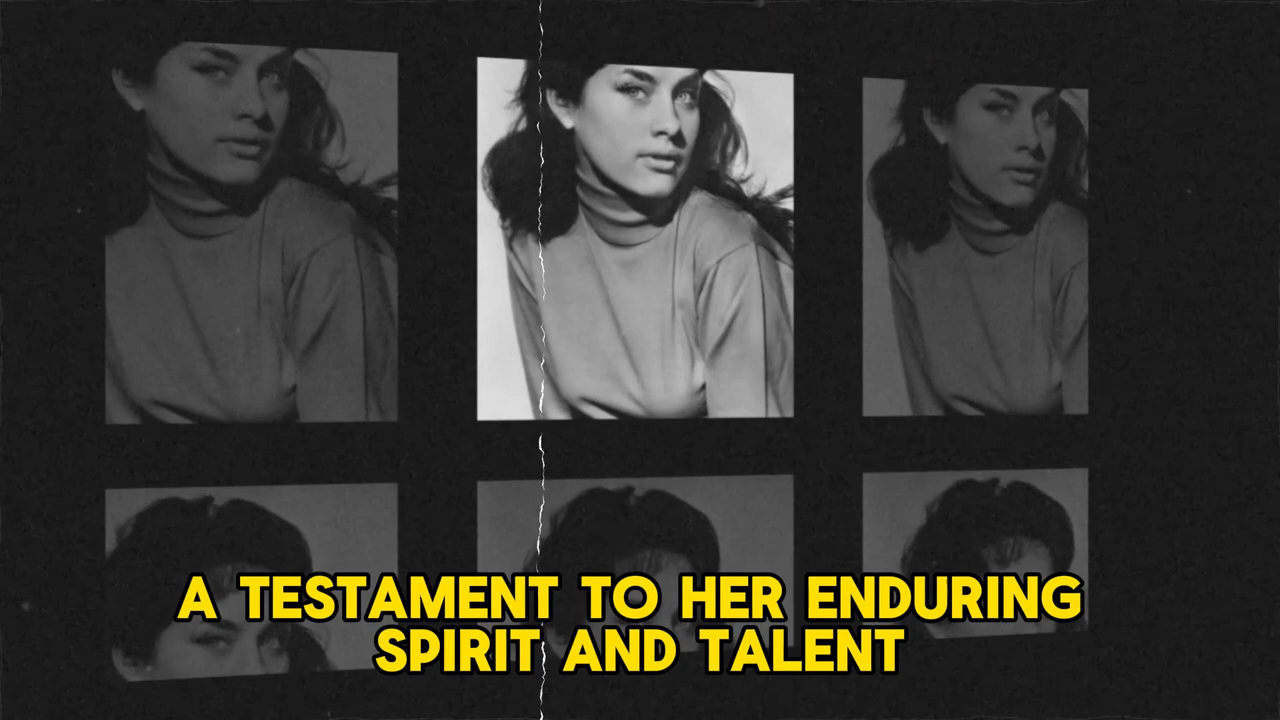 A TESTAMENT TO HER ENDURING
SPIRIT AND TALENT